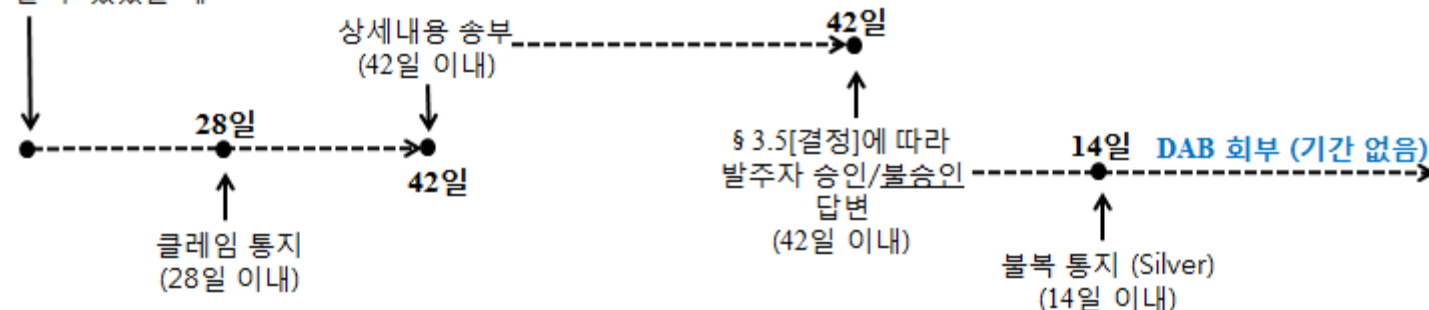 상세내용 송부
(42일 이내)
42일
28일
42일
클레임 통지
(28일 이내)
§ 3.5[결정]에 따라
발주자 승인/불승인
답변
(42일 이내)
14일
DAB 회부 (기간 없음)
불복 통지 (Silver)
(14일 이내)